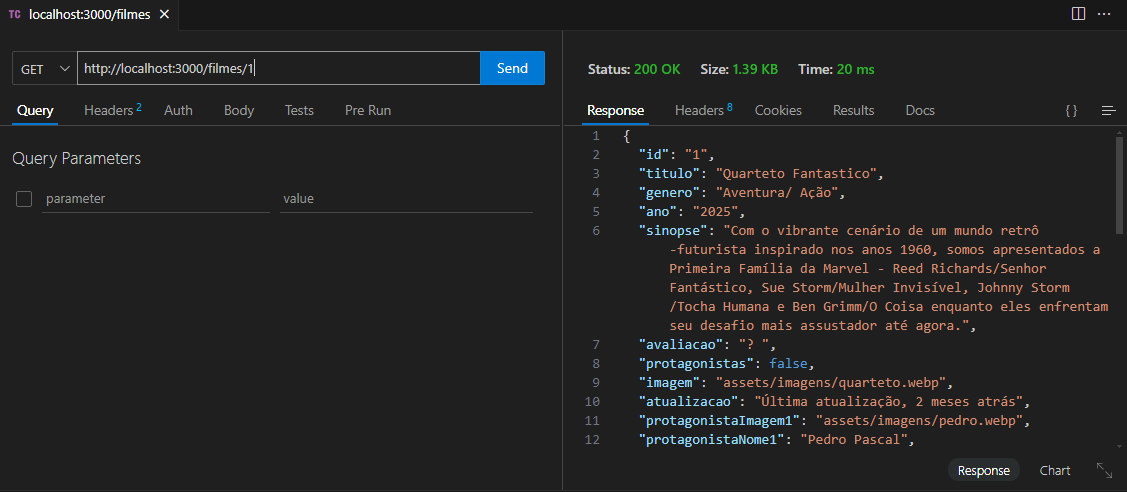 TC localhost:3000/filmes
GET http://localhost:3000/filmes/1 Send
Query Headers 2 Auth Body Tests Pre Run
Query Parameters
parameter value
Status: 200 OK Size: 1.39 KB Time: 20 ms
Response Headers 8 Cookies Results Docs { }
1 {
2 "id": "1",
3 "titulo": "Quarteto Fantastico",
4 "genero": "Aventura/ Ação",
5 "ano": "2025",
6 "sinopse": "Com o vibrante cenário de um mundo retrô
-futurista inspirado nos anos 1960, somos apresentados a
Primeira Família da Marvel - Reed Richards/Senhor
Fantástico, Sue Storm/Mulher Invisível, Johnny Storm
/Tocha Humana e Ben Grimm/O Coisa enquanto eles enfrentam
seu desafio mais assustador até agora.",
7 "avaliacao": "? ",
8 "protagonistas": false,
9 "imagem": "assets/imagens/quarteto.webp",
10 "atualizacao": "Última atualização, 2 meses atrás",
11 "protagonistaImagem1": "assets/imagens/pedro.webp",
12 "protagonistaNome1": "Pedro Pascal",
Response Chart